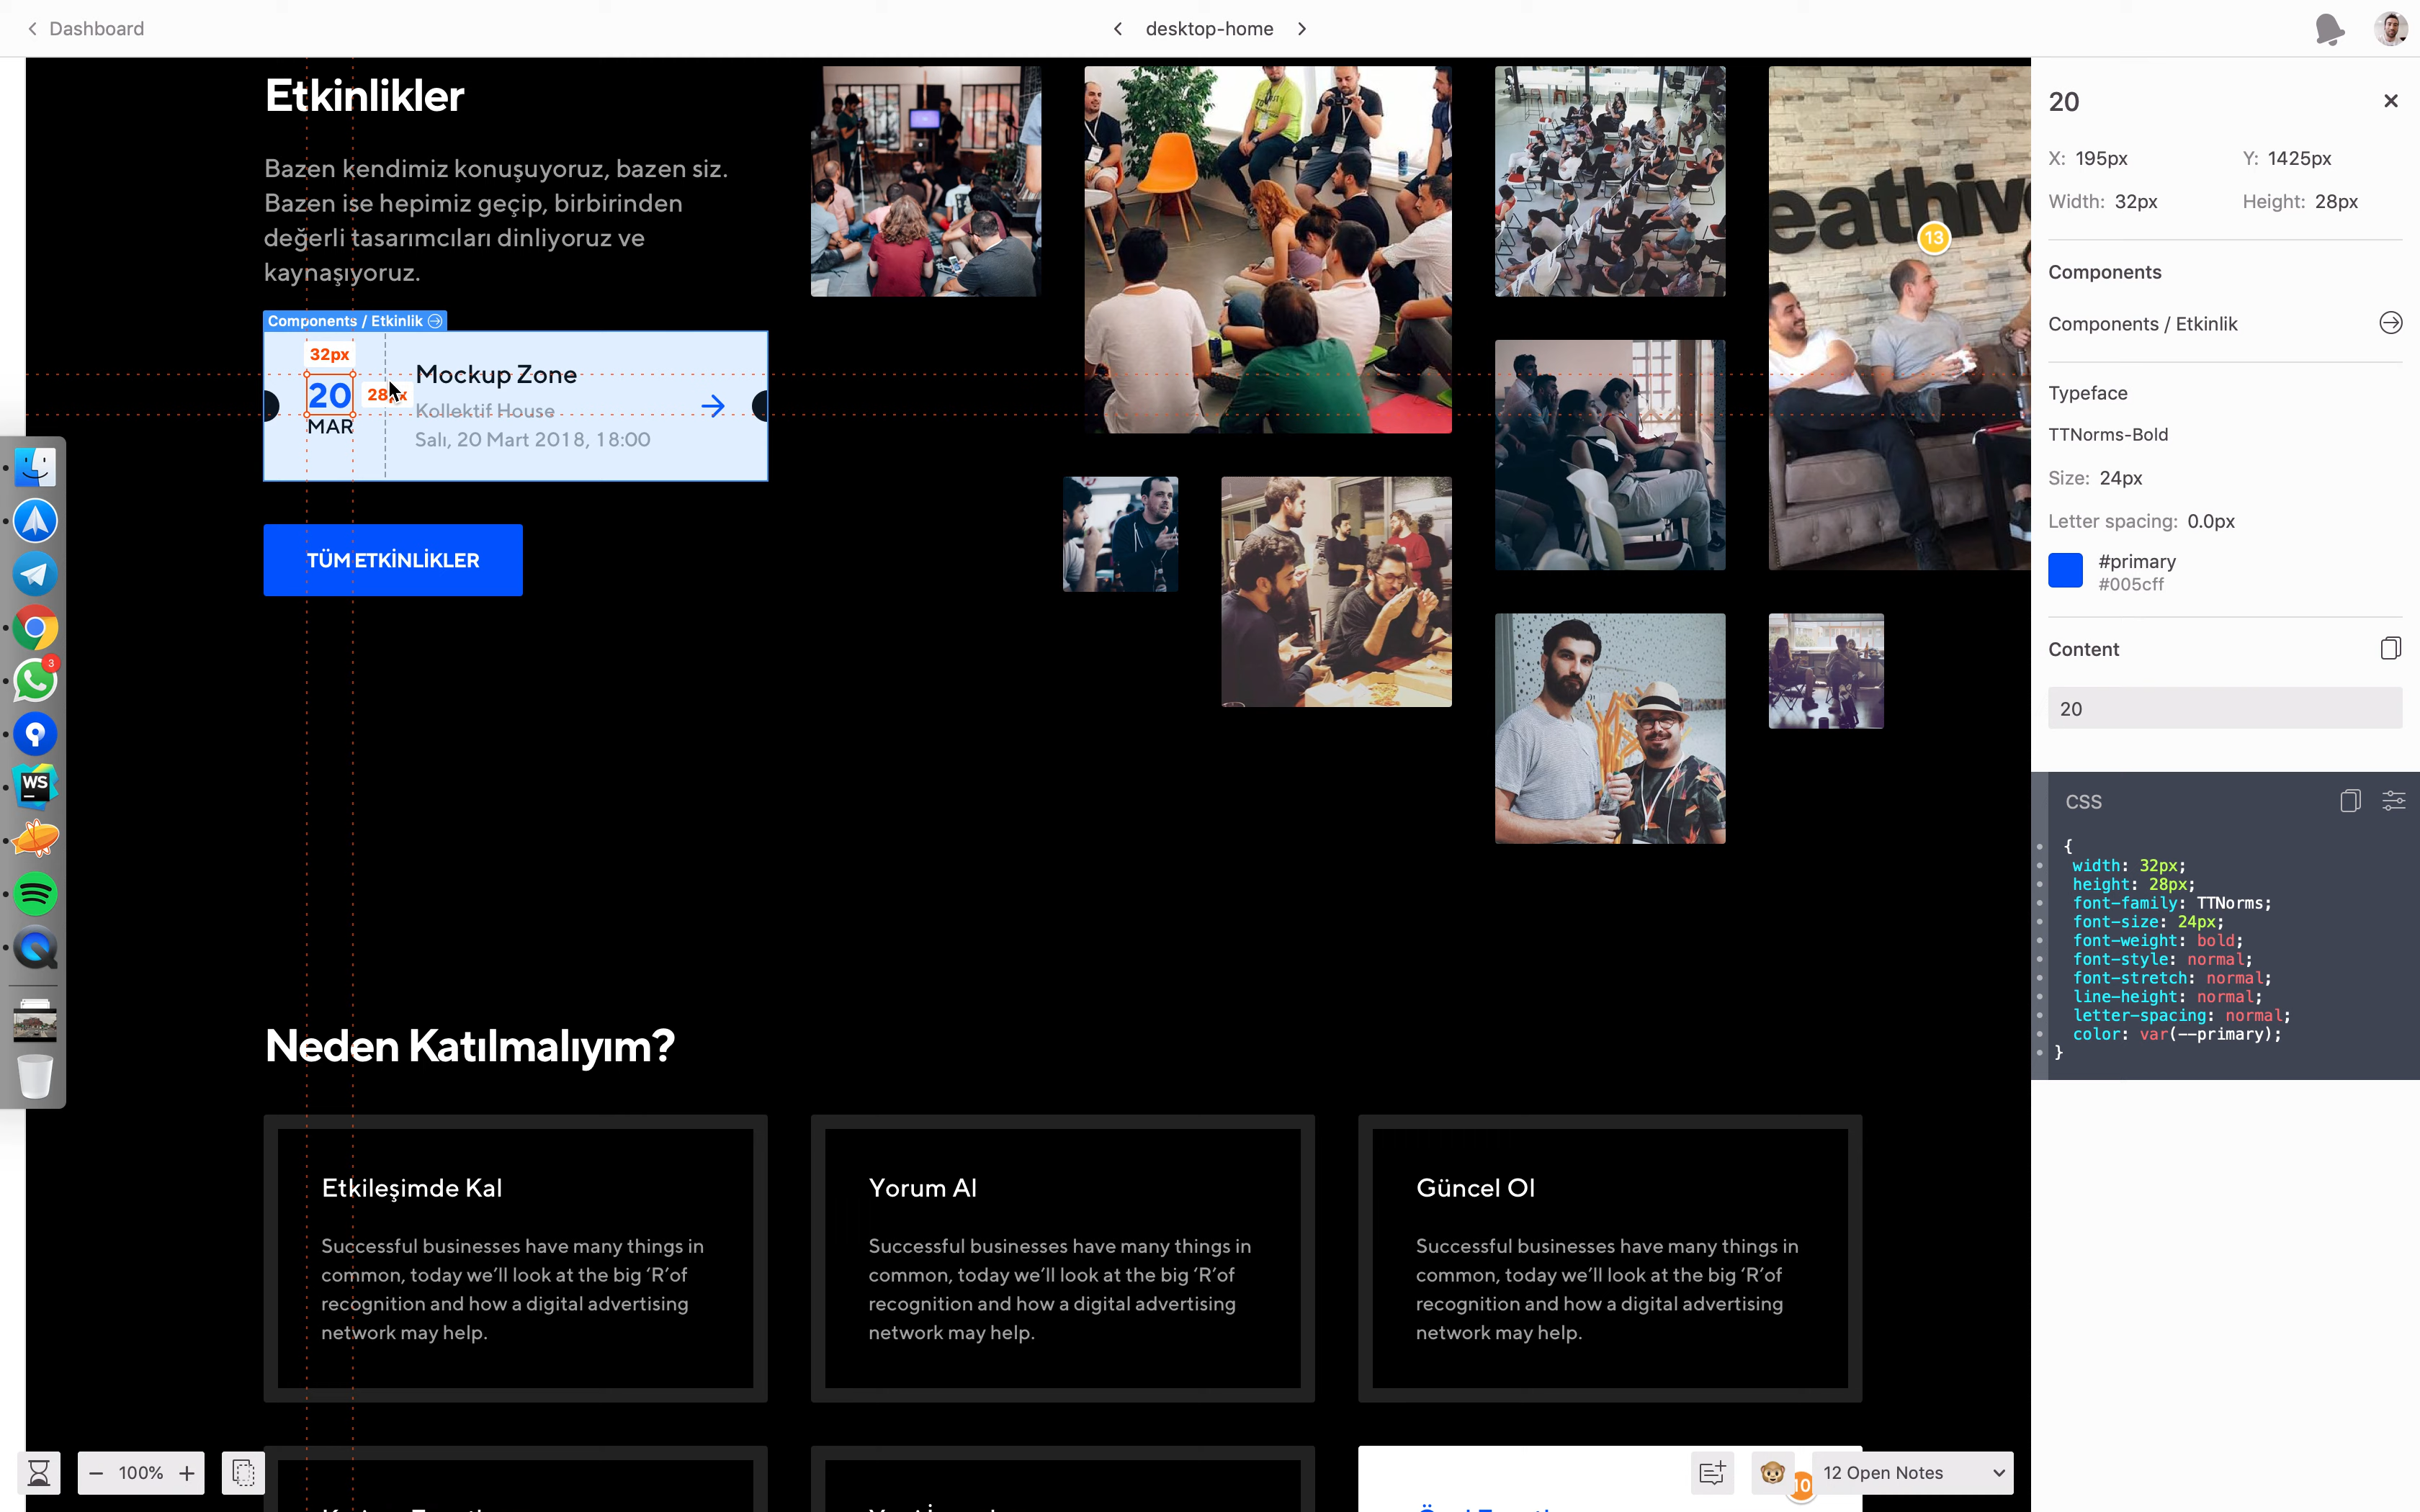 Dashboard
desktop-home
Etkinlikler
Bazen kendimiz konuşuyoruz, bazen siz.
Bazen ise hepimiz geçip, birbirinden
değerli tasarımcıları dinliyoruz ve
kaynaşıyoruz.
Components / Etkinlik
32px
20
MAR
Mockup Zone
Kollektif House
Salı, 20 Mart 2018, 18:00
TÜM ETKİNLİKLER
eathiv
13
3
WS
Neden Katılmalıyım?
Etkileşimde Kal
Successful businesses have many things in
common, today we’ll look at the big ‘R’of
recognition and how a digital advertising
network may help.
Yorum Al
Successful businesses have many things in
common, today we’ll look at the big ‘R’of
recognition and how a digital advertising
network may help.
Güncel Ol
Successful businesses have many things in
common, today we’ll look at the big ‘R’of
recognition and how a digital advertising
network may help.
100%
10
12 Open Notes
20
X: 195px Y: 1425px
Width: 32px Height: 28px
Components
Components / Etkinlik
Typeface
TTNorms-Bold
Size: 24px
Letter spacing: 0.0px
#primary
#005cff
Content
20
CSS
{
width: 32px;
height: 28px;
font-family: TTNorms;
font-size: 24px;
font-weight: bold;
font-style: normal;
font-stretch: normal;
line-height: normal;
letter-spacing: normal;
color: var(--primary);
}